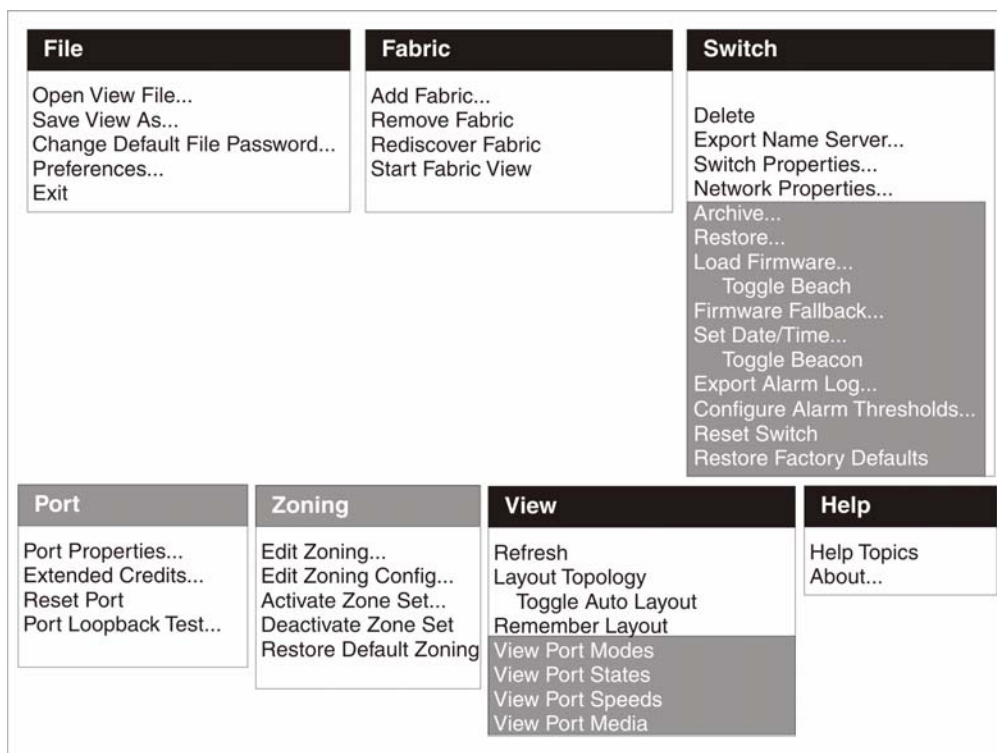 File
Open View File...
Save View As...
Change Default File Password...
Preferences...
Exit
Fabric
Add Fabric...
Remove Fabric
Rediscover Fabric
Start Fabric View
Switch
Delete
Export Name Server...
Switch Properties...
Network Properties...
Archive...
Restore...
Load Firmware...
Toggle Beach
Firmware Fallback...
Set Date/Time...
Toggle Beacon
Export Alarm Log...
Configure Alarm Thresholds...
Reset Switch
Restore Factory Defaults
Port
Port Properties...
Extended Credits...
Reset Port
Port Loopback Test...
Zoning
Edit Zoning...
Edit Zoning Config...
Activate Zone Set...
Deactivate Zone Set
Restore Default Zoning
View
Refresh
Layout Topology
Toggle Auto Layout
Remember Layout
View Port Modes
View Port States
View Port Speeds
View Port Media
Help
Help Topics
About...